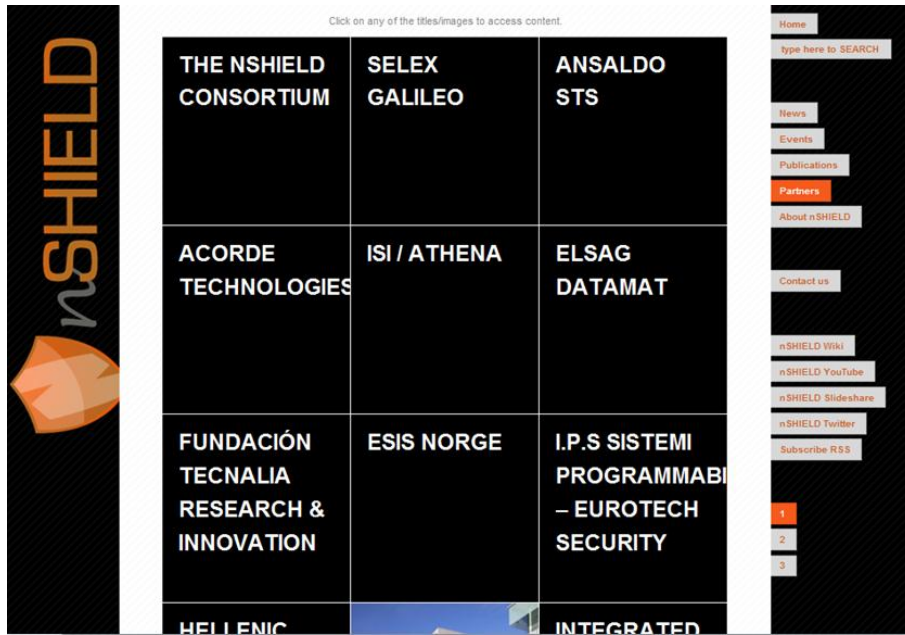 Click on any of the titles/images to access content.
nSHIELD
THE NSHIELD
CONSORTIUM
SELEX
GALILEO
ANSALDO
STS
ACORDE
TECHNOLOGIES
ISI / ATHENA
ELSAG
DATAMAT
FUNDACIÓN
TECNALIA
RESEARCH &
INNOVATION
ESIS NORGE
I.P.S SISTEMI
PROGRAMMABI
– EUROTECH
SECURITY
HELLENIC
INTEGRATED
Home
type here to SEARCH
News
Events
Publications
Partners
About nSHIELD
Contact us
nSHIELD Wiki
nSHIELD YouTube
nSHIELD Slideshare
nSHIELD Twitter
Subscribe RSS
1
2
3